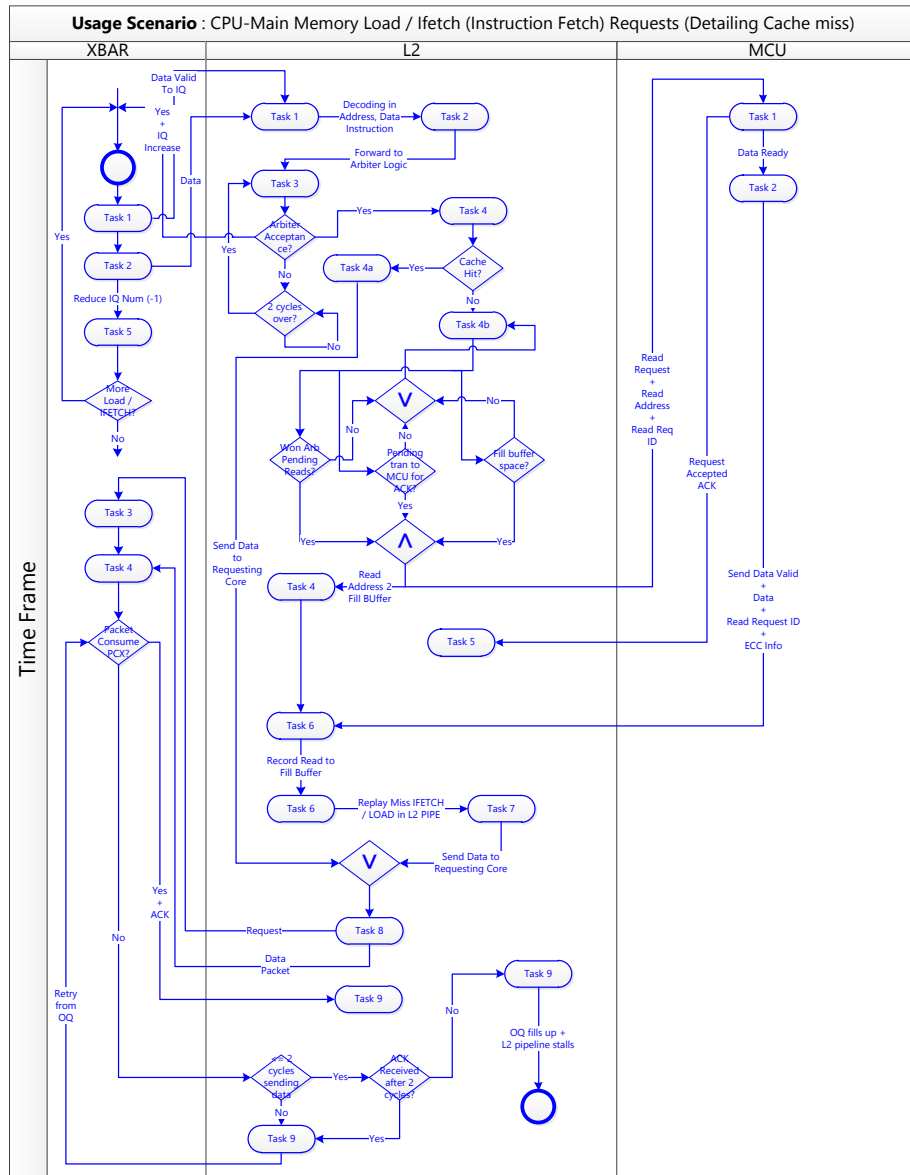 Usage Scenario : CPU-Main Memory Load / Ifetch (Instruction Fetch) Requests (Detailing Cache miss)
XBAR
L2
MCU
Time Frame
Data Valid
To IQ
Yes
+
IQ
Increase
Task 1
Decoding in
Address, Data
Instruction
Task 2
Task 1
Data Ready
Forward to
Arbiter Logic
Data
Task 3
Task 2
Task 1
Yes
Arbiter
Acceptan
ce?
Yes
Task 4
Yes
No
Task 2
Task 4a
Yes
Cache
Hit?
No
Reduce IQ Num (-1)
2 cycles
over?
No
Task 4b
Task 5
More
Load /
IFETCH?
No
Read
Request
+
Read
Address
+
Read Req
ID
V
No
No
No
Won Arb
Pending
Reads?
Pending
tran to
MCU for
ACK?
Fill buffer
space?
Request
Accepted
ACK
Yes
Task 3
Yes
Λ
Yes
Send Data
to
Requesting
Core
Task 4
Task 4
Read
Address 2
Fill BUffer
Send Data Valid
+
Data
+
Read Request ID
+
ECC Info
Packet
Consume
PCX?
Task 5
Task 6
Record Read to
Fill Buffer
Task 6
Replay Miss IFETCH
/ LOAD in L2 PIPE
Task 7
V
Send Data to
Requesting Core
Yes
+
ACK
No
Request
Task 8
Data
Packet
Retry
from
OQ
Task 9
Task 9
No
OQ fills up +
L2 pipeline stalls
<= 2
cycles
sending
data
Yes
ACK
Received
after 2
cycles?
No
Task 9
Yes